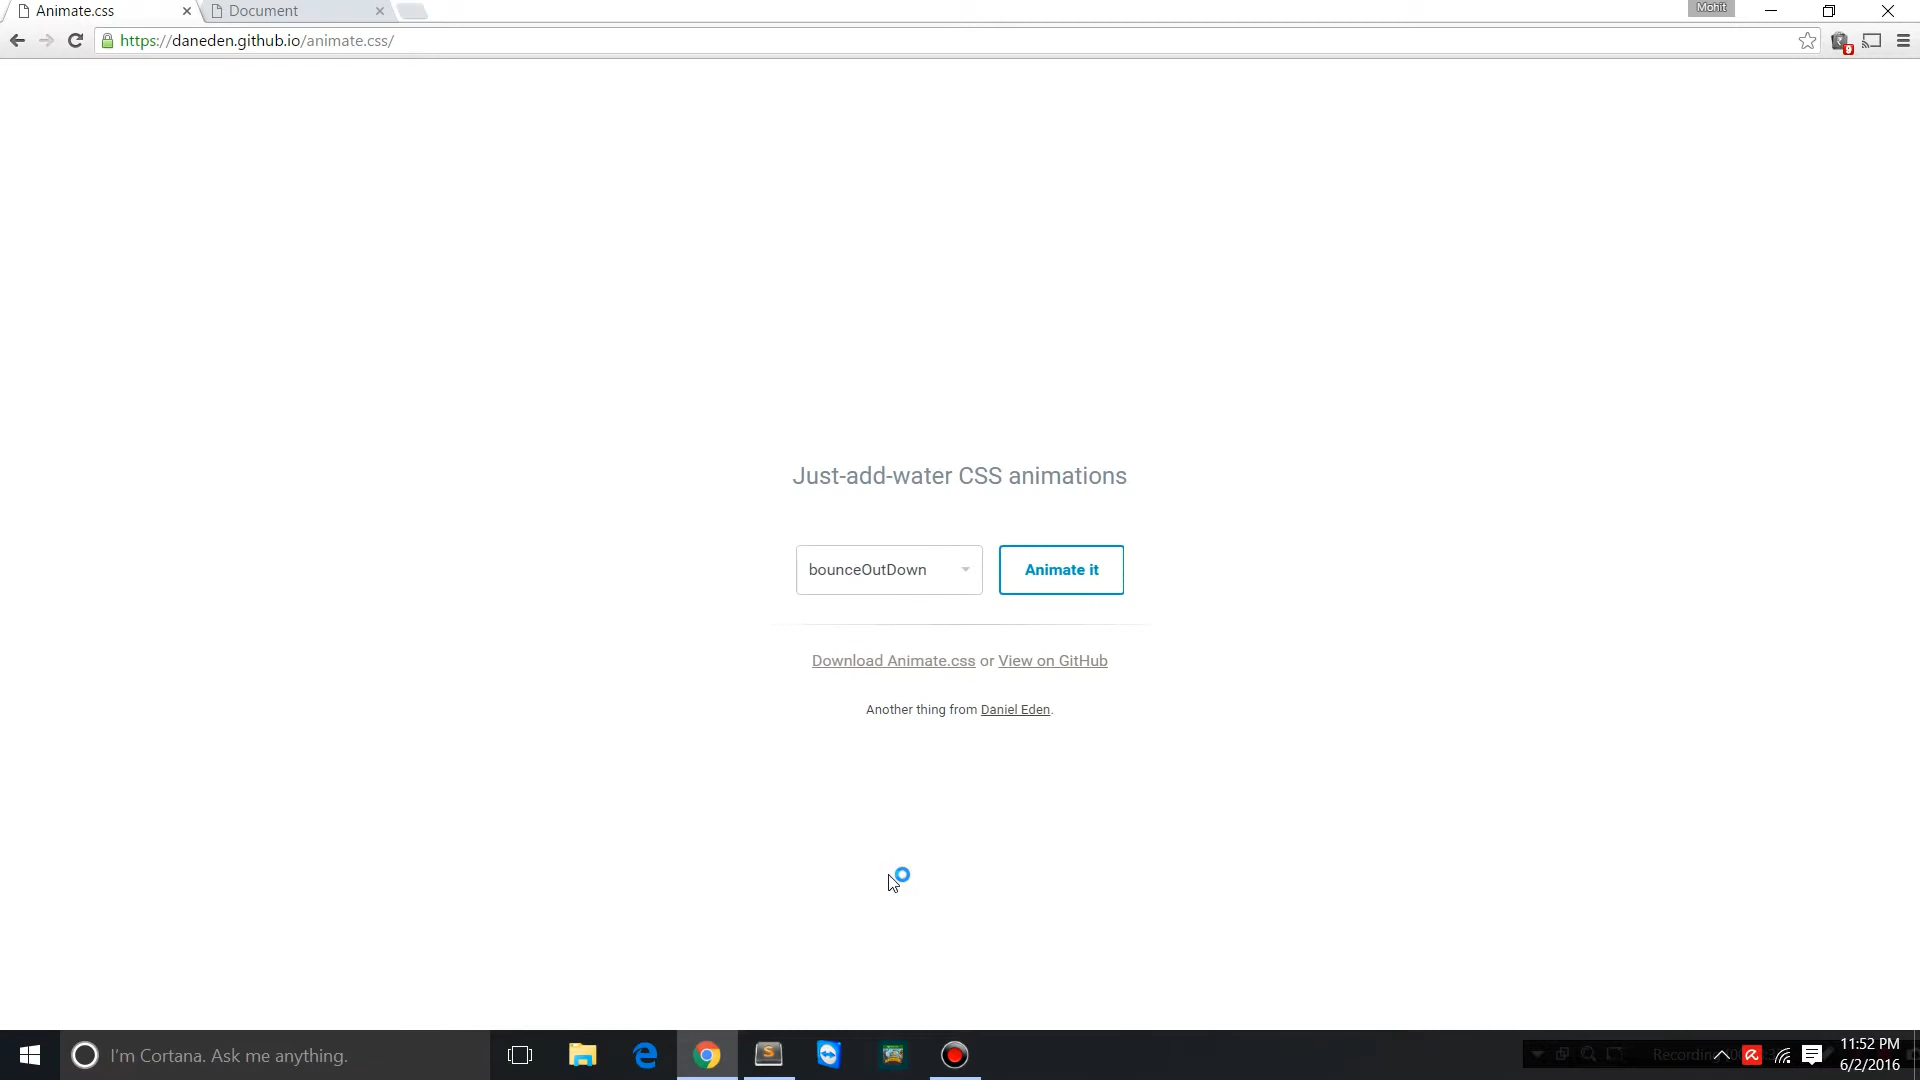 Animate.css
Document
Mohit
https://daneden.github.io/animate.css/
9
Just-add-water CSS animations
bounceOutDown
Animate it
Download Animate.css or View on GitHub
Another thing from Daniel Eden.
I'm Cortana. Ask me anything.
S
11:52 PM
6/2/2016